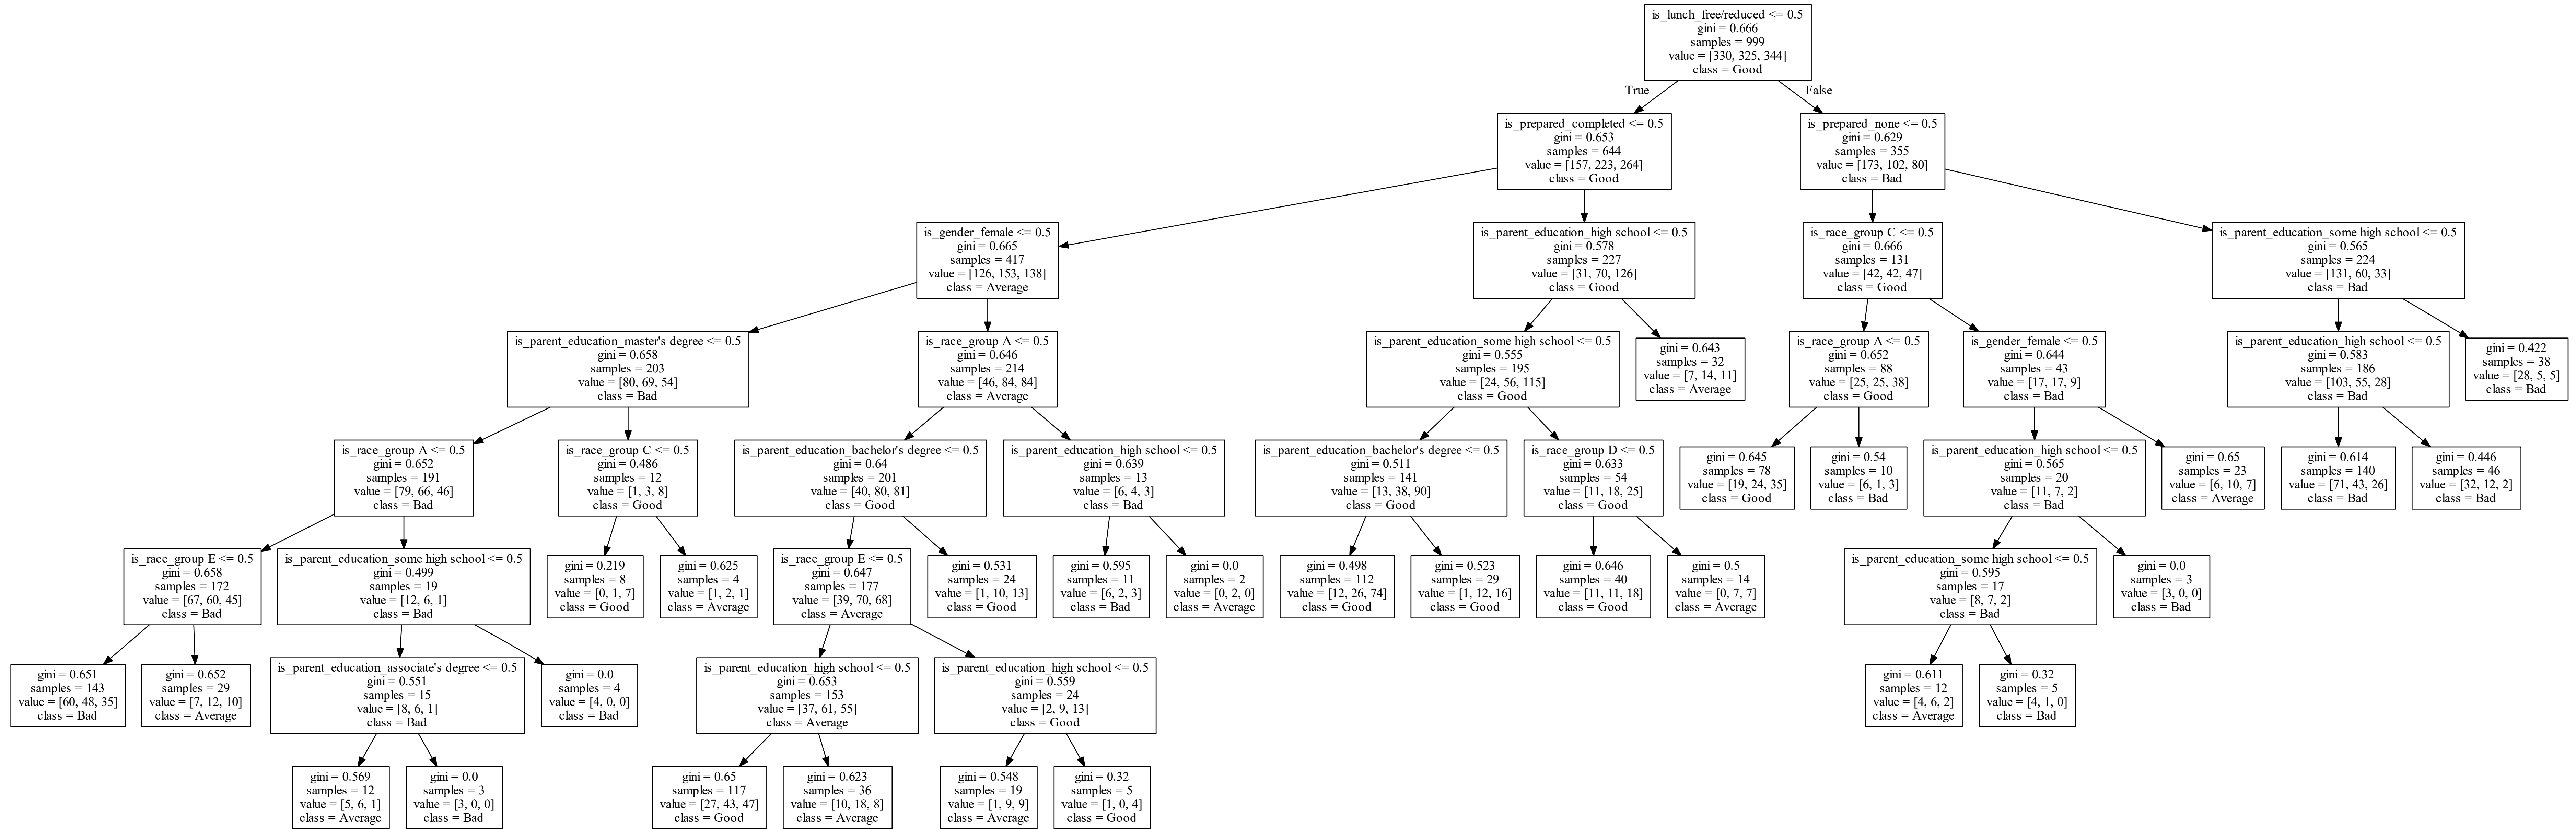 is_lunch_free/reduced <= 0.5
gini = 0.666
samples = 999
value = [330, 325, 344]
class = Good
True
False
is_prepared_completed <= 0.5
gini = 0.653
samples = 644
value = [157, 223, 264]
class = Good
is_prepared_none <= 0.5
gini = 0.629
samples = 355
value = [173, 102, 80]
class = Bad
is_gender_female <= 0.5
gini = 0.665
samples = 417
value = [126, 153, 138]
class = Average
is_parent_education_high school <= 0.5
gini = 0.578
samples = 227
value = [31, 70, 126]
class = Good
is_race_group C <= 0.5
gini = 0.666
samples = 131
value = [42, 42, 47]
class = Good
is_parent_education_some high school <= 0.5
gini = 0.565
samples = 224
value = [131, 60, 33]
class = Bad
is_parent_education_master's degree <= 0.5
gini = 0.658
samples = 203
value = [80, 69, 54]
class = Bad
is_race_group A <= 0.5
gini = 0.646
samples = 214
value = [46, 84, 84]
class = Average
is_parent_education_some high school <= 0.5
gini = 0.555
samples = 195
value = [24, 56, 115]
class = Good
gini = 0.643
samples = 32
value = [7, 14, 11]
class = Average
is_race_group A <= 0.5
gini = 0.652
samples = 88
value = [25, 25, 38]
class = Good
is_gender_female <= 0.5
gini = 0.644
samples = 43
value = [17, 17, 9]
class = Bad
is_parent_education_high school <= 0.5
gini = 0.583
samples = 186
value = [103, 55, 28]
class = Bad
gini = 0.422
samples = 38
value = [28, 5, 5]
class = Bad
is_race_group A <= 0.5
gini = 0.652
samples = 191
value = [79, 66, 46]
class = Bad
is_race_group C <= 0.5
gini = 0.486
samples = 12
value = [1, 3, 8]
class = Good
is_parent_education_bachelor's degree <= 0.5
gini = 0.64
samples = 201
value = [40, 80, 81]
class = Good
is_parent_education_high school <= 0.5
gini = 0.639
samples = 13
value = [6, 4, 3]
class = Bad
is_parent_education_bachelor's degree <= 0.5
gini = 0.511
samples = 141
value = [13, 38, 90]
class = Good
is_race_group D <= 0.5
gini = 0.633
samples = 54
value = [11, 18, 25]
class = Good
gini = 0.645
samples = 78
value = [19, 24, 35]
class = Good
gini = 0.54
samples = 10
value = [6, 1, 3]
class = Bad
is_parent_education_high school <= 0.5
gini = 0.565
samples = 20
value = [11, 7, 2]
class = Bad
gini = 0.65
samples = 23
value = [6, 10, 7]
class = Average
gini = 0.614
samples = 140
value = [71, 43, 26]
class = Bad
gini = 0.446
samples = 46
value = [32, 12, 2]
class = Bad
is_race_group E <= 0.5
gini = 0.658
samples = 172
value = [67, 60, 45]
class = Bad
is_parent_education_some high school <= 0.5
gini = 0.499
samples = 19
value = [12, 6, 1]
class = Bad
gini = 0.219
samples = 8
value = [0, 1, 7]
class = Good
gini = 0.625
samples = 4
value = [1, 2, 1]
class = Average
is_race_group E <= 0.5
gini = 0.647
samples = 177
value = [39, 70, 68]
class = Average
gini = 0.531
samples = 24
value = [1, 10, 13]
class = Good
gini = 0.595
samples = 11
value = [6, 2, 3]
class = Bad
gini = 0.0
samples = 2
value = [0, 2, 0]
class = Average
gini = 0.498
samples = 112
value = [12, 26, 74]
class = Good
gini = 0.523
samples = 29
value = [1, 12, 16]
class = Good
gini = 0.646
samples = 40
value = [11, 11, 18]
class = Good
gini = 0.5
samples = 14
value = [0, 7, 7]
class = Average
is_parent_education_some high school <= 0.5
gini = 0.595
samples = 17
value = [8, 7, 2]
class = Bad
gini = 0.0
samples = 3
value = [3, 0, 0]
class = Bad
gini = 0.651
samples = 143
value = [60, 48, 35]
class = Bad
gini = 0.652
samples = 29
value = [7, 12, 10]
class = Average
is_parent_education_associate's degree <= 0.5
gini = 0.551
samples = 15
value = [8, 6, 1]
class = Bad
gini = 0.0
samples = 4
value = [4, 0, 0]
class = Bad
is_parent_education_high school <= 0.5
gini = 0.653
samples = 153
value = [37, 61, 55]
class = Average
is_parent_education_high school <= 0.5
gini = 0.559
samples = 24
value = [2, 9, 13]
class = Good
gini = 0.611
samples = 12
value = [4, 6, 2]
class = Average
gini = 0.32
samples = 5
value = [4, 1, 0]
class = Bad
gini = 0.569
samples = 12
value = [5, 6, 1]
class = Average
gini = 0.0
samples = 3
value = [3, 0, 0]
class = Bad
gini = 0.65
samples = 117
value = [27, 43, 47]
class = Good
gini = 0.623
samples = 36
value = [10, 18, 8]
class = Average
gini = 0.548
samples = 19
value = [1, 9, 9]
class = Average
gini = 0.32
samples = 5
value = [1, 0, 4]
class = Good